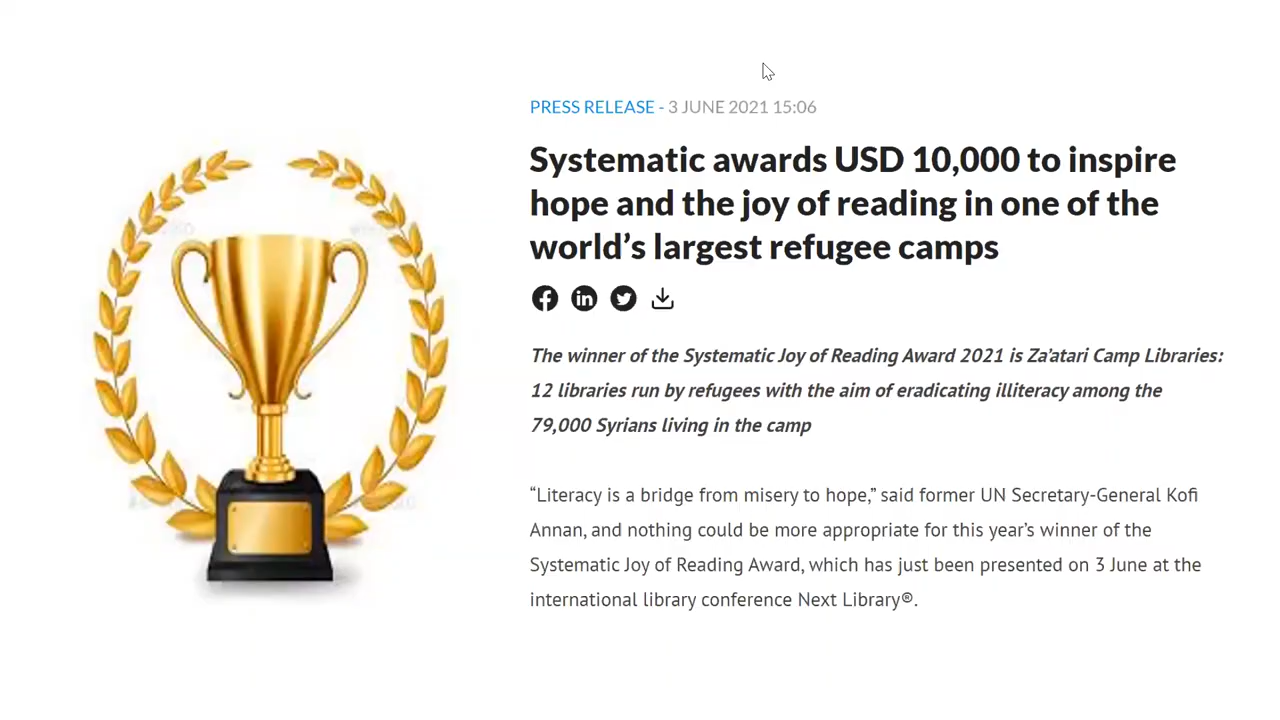 PRESS RELEASE - 3 JUNE 2021 15:06
Systematic awards USD 10,000 to inspire
hope and the joy of reading in one of the
world’s largest refugee camps
The winner of the Systematic Joy of Reading Award 2021 is Za’atari Camp Libraries:
12 libraries run by refugees with the aim of eradicating illiteracy among the
79,000 Syrians living in the camp
“Literacy is a bridge from misery to hope,” said former UN Secretary-General Kofi
Annan, and nothing could be more appropriate for this year’s winner of the
Systematic Joy of Reading Award, which has just been presented on 3 June at the
international library conference Next Library®.